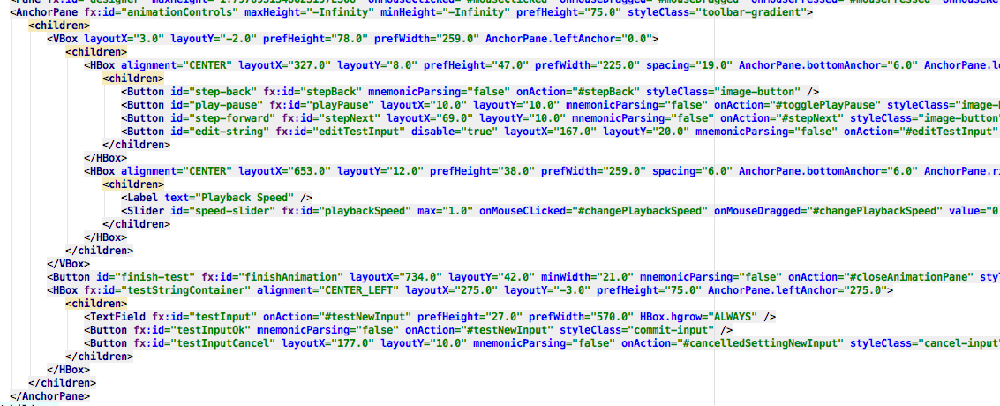 <AnchorPane fx:id="animationControls" maxHeight="-Infinity" minHeight="-Infinity" prefHeight="75.0" styleClass="toolbar-gradient">
<children>
<VBox layoutX="3.0" layoutY="-2.0" prefHeight="78.0" prefWidth="259.0" AnchorPane.leftAnchor="0.0">
<children>
<HBox alignment="CENTER" layoutX="327.0" layoutY="8.0" prefHeight="47.0" prefWidth="225.0" spacing="19.0" AnchorPane.bottomAnchor="6.0" AnchorPane.le
<children>
<Button id="step-back" fx:id="stepBack" mnemonicParsing="false" onAction="#stepBack" styleClass="image-button" />
<Button id="play-pause" fx:id="playPause" layoutX="10.0" layoutY="10.0" mnemonicParsing="false" onAction="#togglePlayPause" styleClass="image-b
<Button id="step-forward" fx:id="stepNext" layoutX="69.0" layoutY="10.0" mnemonicParsing="false" onAction="#stepNext" styleClass="image-button"
<Button id="edit-string" fx:id="editTestInput" disable="true" layoutX="167.0" layoutY="20.0" mnemonicParsing="false" onAction="#editTestInput"
</children>
</HBox>
<HBox alignment="CENTER" layoutX="653.0" layoutY="12.0" prefHeight="38.0" prefWidth="259.0" spacing="6.0" AnchorPane.bottomAnchor="6.0" AnchorPane.ri
<children>
<Label text="Playback Speed" />
<Slider id="speed-slider" fx:id="playbackSpeed" max="1.0" onMouseClicked="#changePlaybackSpeed" onMouseDragged="#changePlaybackSpeed" value="0
</children>
</HBox>
</children>
</VBox>
<Button id="finish-test" fx:id="finishAnimation" layoutX="734.0" layoutY="42.0" minWidth="21.0" mnemonicParsing="false" onAction="#closeAnimationPane" sty
<HBox fx:id="testStringContainer" alignment="CENTER_LEFT" layoutX="275.0" layoutY="-3.0" prefHeight="75.0" AnchorPane.leftAnchor="275.0">
<children>
<TextField fx:id="testInput" onAction="#testNewInput" prefHeight="27.0" prefWidth="570.0" HBox.hgrow="ALWAYS" />
<Button fx:id="testInputOk" mnemonicParsing="false" onAction="#testNewInput" styleClass="commit-input" />
<Button fx:id="testInputCancel" layoutX="177.0" layoutY="10.0" mnemonicParsing="false" onAction="#cancelledSettingNewInput" styleClass="cancel-input"
</children>
</HBox>
</children>
</AnchorPane>